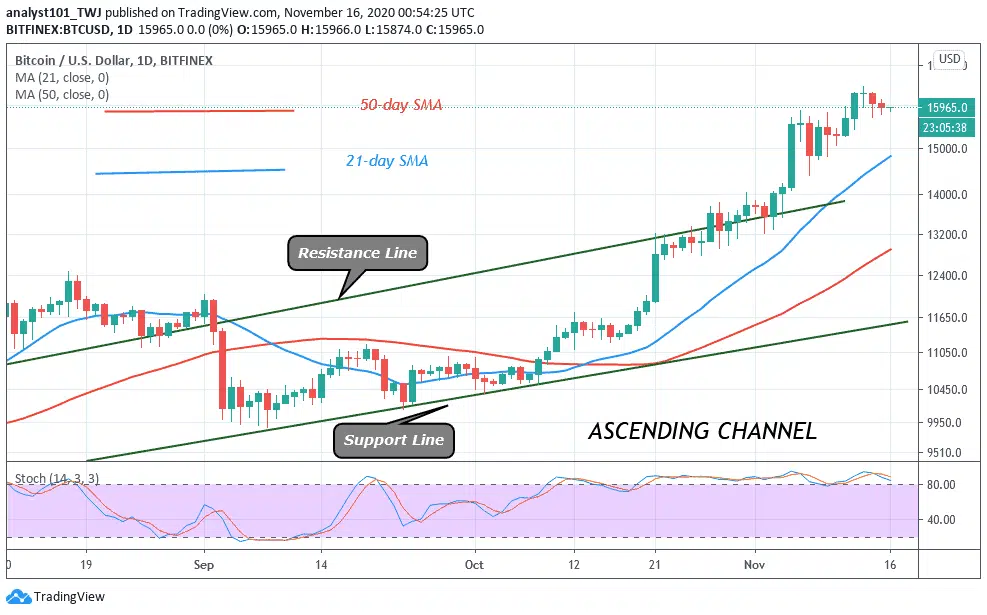 analyst101_TWJ published on TradingView.com, November 16, 2020 00:54:25 UTC
BITFINEX:BTCUSD, 1D 15965.0 0.0 (0%) O:15965.0 H:15966.0 L:15874.0 C:15965.0
Bitcoin / U.S. Dollar, 1D, BITFINEX
MA (21, close, 0)
MA (50, close, 0)
USD
50-day SMA
15965.0
23:05:38
21-day SMA
15000.0
14000.0
13200.0
Resistance Line
12400.0
11650.0
11050.0
10450.0
9950.0
Support Line
ASCENDING CHANNEL
9510.0
Stoch (14, 3, 3)
80.00
40.00
19 Sep 14 Oct 12 21 Nov 16
TradingView